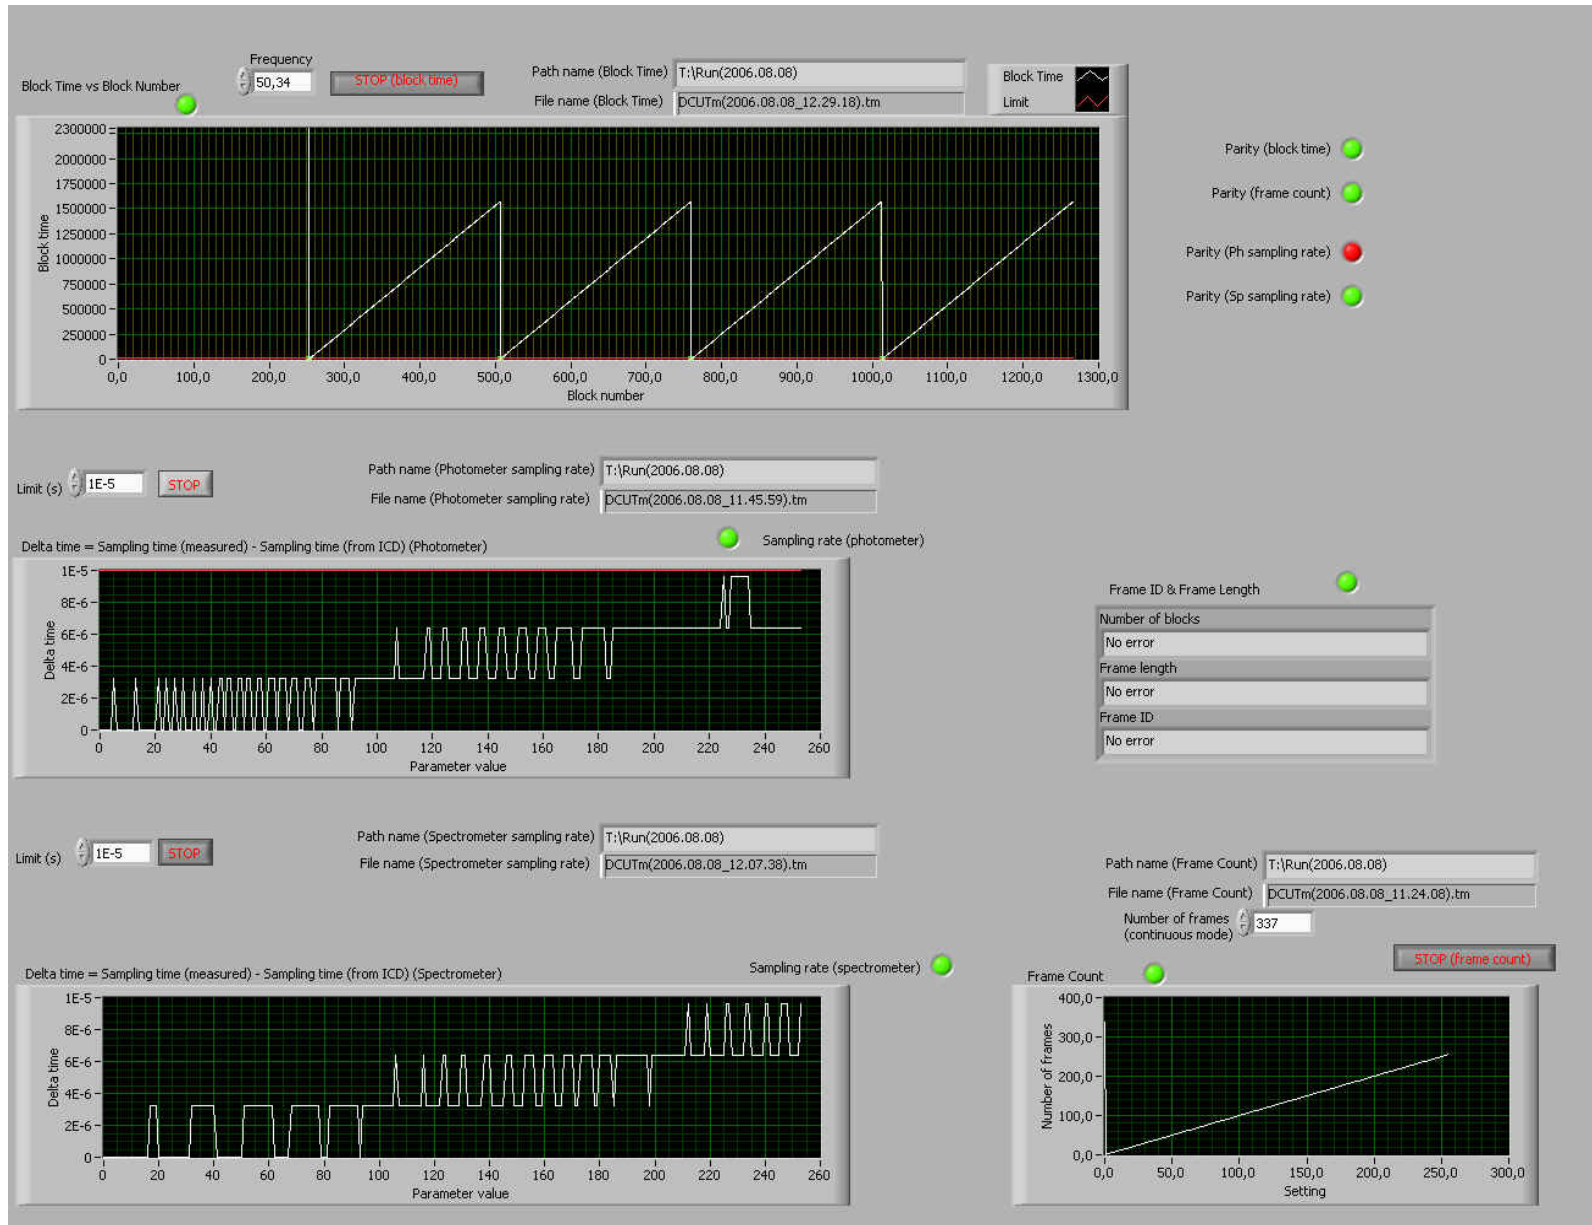 Frequency
Block Time vs Block Number
50,34
STOP (block time)
Path name (Block Time)
T:\Run(2006.08.08)
File name (Block Time)
DCUTm(2006.08.08_12.29.18).tm
Block Time
Limit
2300000
2000000
1750000
1500000
1250000
1000000
750000
500000
250000
0
Block time
0,0 100,0 200,0 300,0 400,0 500,0 600,0 700,0 800,0 900,0 1000,0 1100,0 1200,0 1300,0
Block number
Parity (block time)
Parity (frame count)
Parity (Ph sampling rate)
Parity (Sp sampling rate)
Limit (s)
1E-5
STOP
Path name (Photometer sampling rate)
T:\Run(2006.08.08)
File name (Photometer sampling rate)
DCUTm(2006.08.08_11.45.59).tm
Delta time = Sampling time (measured) - Sampling time (from ICD) (Photometer)
Sampling rate (photometer)
1E-5
8E-6
6E-6
4E-6
2E-6
0
Delta time
0 20 40 60 80 100 120 140 160 180 200 220 240 260
Parameter value
Frame ID & Frame Length
Number of blocks
No error
Frame length
No error
Frame ID
No error
Limit (s)
1E-5
STOP
Path name (Spectrometer sampling rate)
T:\Run(2006.08.08)
File name (Spectrometer sampling rate)
DCUTm(2006.08.08_12.07.38).tm
Delta time = Sampling time (measured) - Sampling time (from ICD) (Spectrometer)
Sampling rate (spectrometer)
1E-5
8E-6
6E-6
4E-6
2E-6
0
Delta time
0 20 40 60 80 100 120 140 160 180 200 220 240 260
Parameter value
Path name (Frame Count)
T:\Run(2006.08.08)
File name (Frame Count)
DCUTm(2006.08.08_11.24.08).tm
Number of frames
(continuous mode)
337
STOP (frame count)
Frame Count
400,0
300,0
200,0
100,0
0,0
Number of frames
0,0 50,0 100,0 150,0 200,0 250,0 300,0
Setting